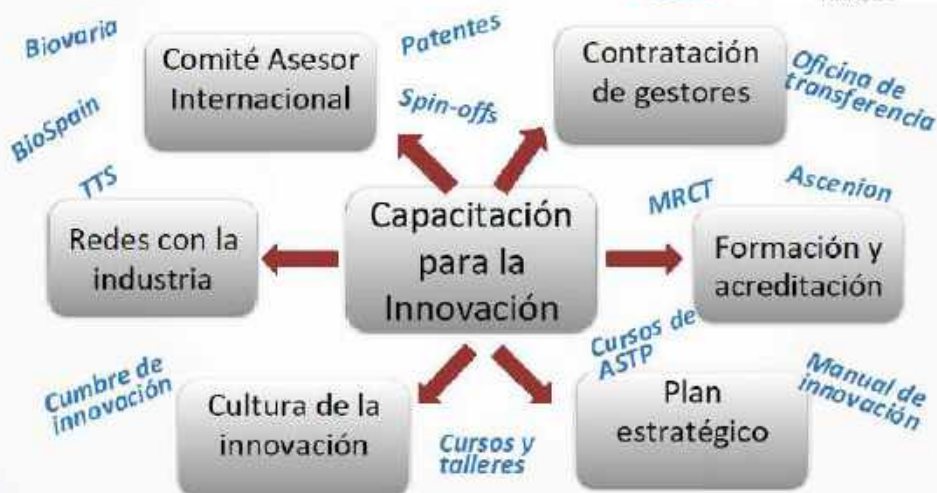 Biovaria
Comité Asesor
Internacional
Patentes
Spin-offs
Contratación
de gestores
Oficina de
transferencia
BioSpain
TTS
Redes con la
industria
Capacitación
para la
Innovación
MRCT
Ascenion
Formación y
acreditación
Cumbre de
innovación
Cultura de la
innovación
Cursos y
talleres
Cursos de
ASTP
Plan
estratégico
Manual de
innovación